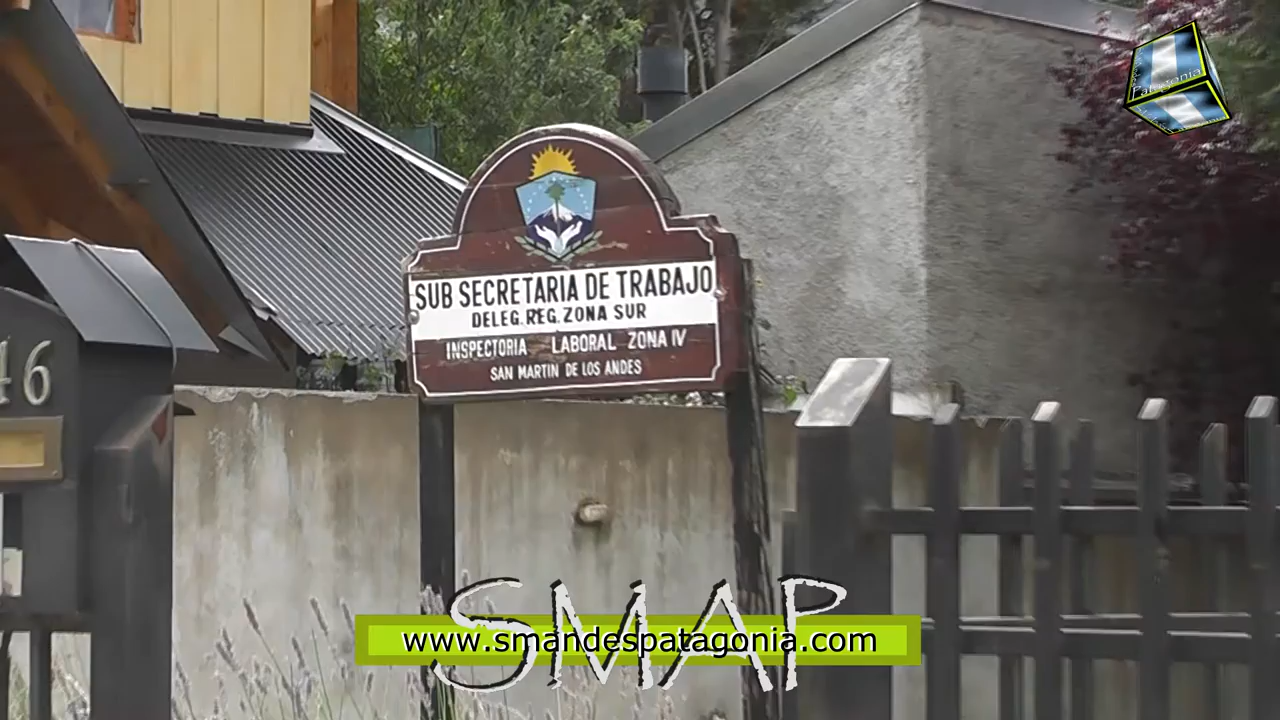 Patagonia
SUB SECRETARIA DE TRABAJO
DELEG. REG. ZONA SUR
INSPECTORIA LABORAL ZONA IV
SAN MARTIN DE LOS ANDES
46
SMAP
www.smandespatagonia.com